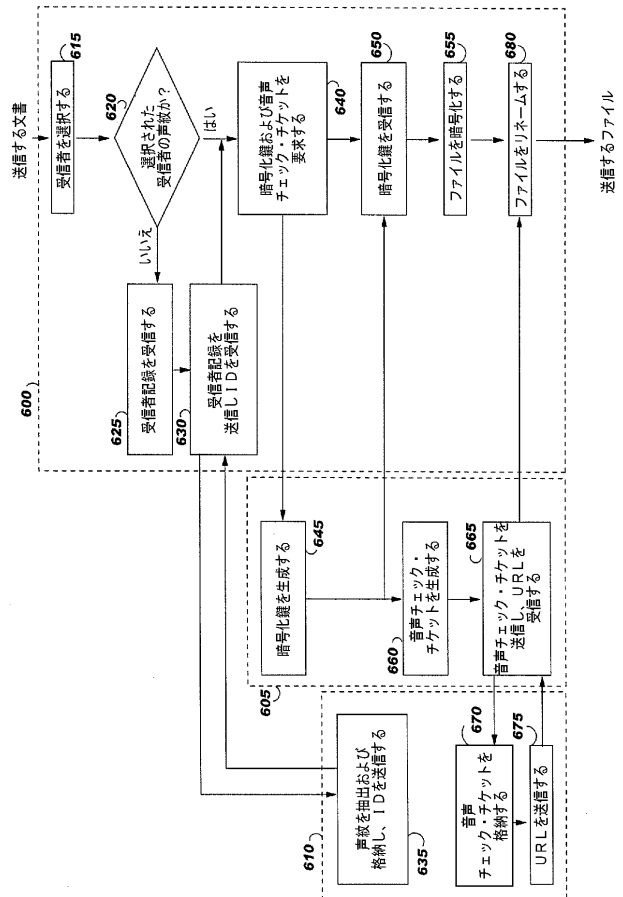 送信する文書
受信者を選択する
615
620
選択された
受信者の声紋か？
いいえ
はい
600
受信者記録を受信する
625
受信者記録を
送信しIDを受信する
630
暗号化鍵および音声
チェック・チケットを
要求する
640
暗号化鍵を受信する
650
ファイルを暗号化する
655
ファイルをリネームする
680
送信するファイル
605
暗号化鍵を生成する
645
音声チェック・
チケットを生成する
660
音声チェック・チケットを
送信し、URLを
受信する
665
610
声紋を抽出および
格納し、IDを送信する
635
音声
チェック・チケットを
格納する
670
URLを送信する
675